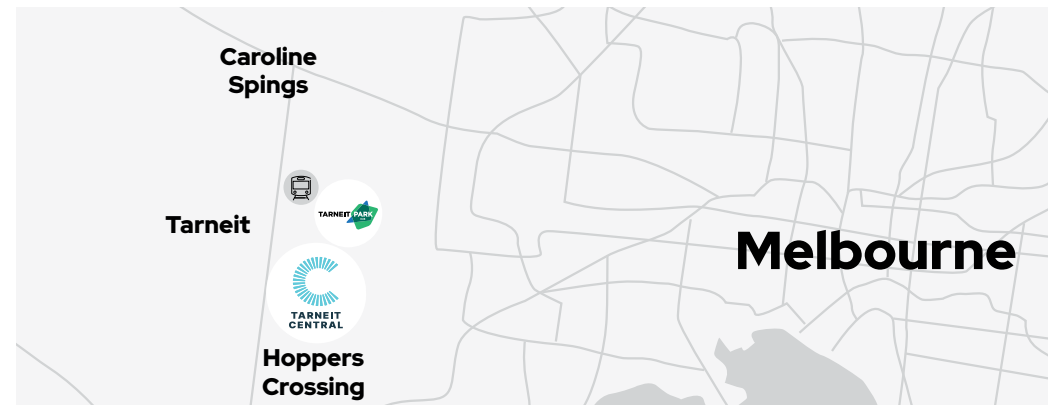 Caroline
Spings
TARNEIT PARK
Tarneit
Melbourne
TARNEIT
CENTRAL
Hoppers
Crossing